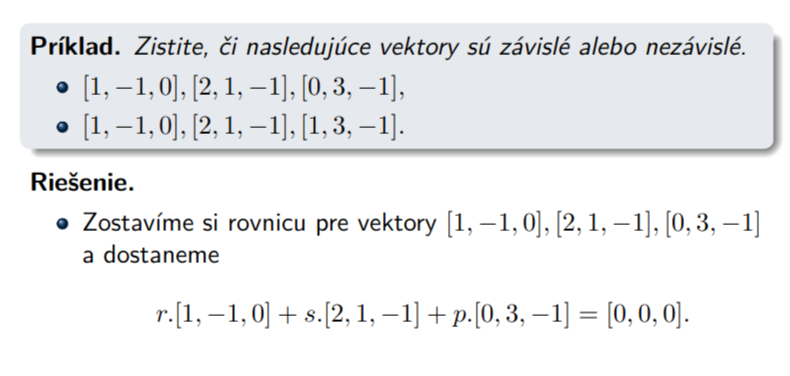 Príklad. Zistite, či nasledujúce vektory sú závislé alebo nezávislé.
[1, −1, 0], [2, 1, −1], [0, 3, −1],
[1, −1, 0], [2, 1, −1], [1, 3, −1].
Riešenie.
Zostavíme si rovnicu pre vektory [1, −1, 0], [2, 1, −1], [0, 3, −1]
a dostaneme
r.[1, −1, 0] + s.[2, 1, −1] + p.[0, 3, −1] = [0, 0, 0].